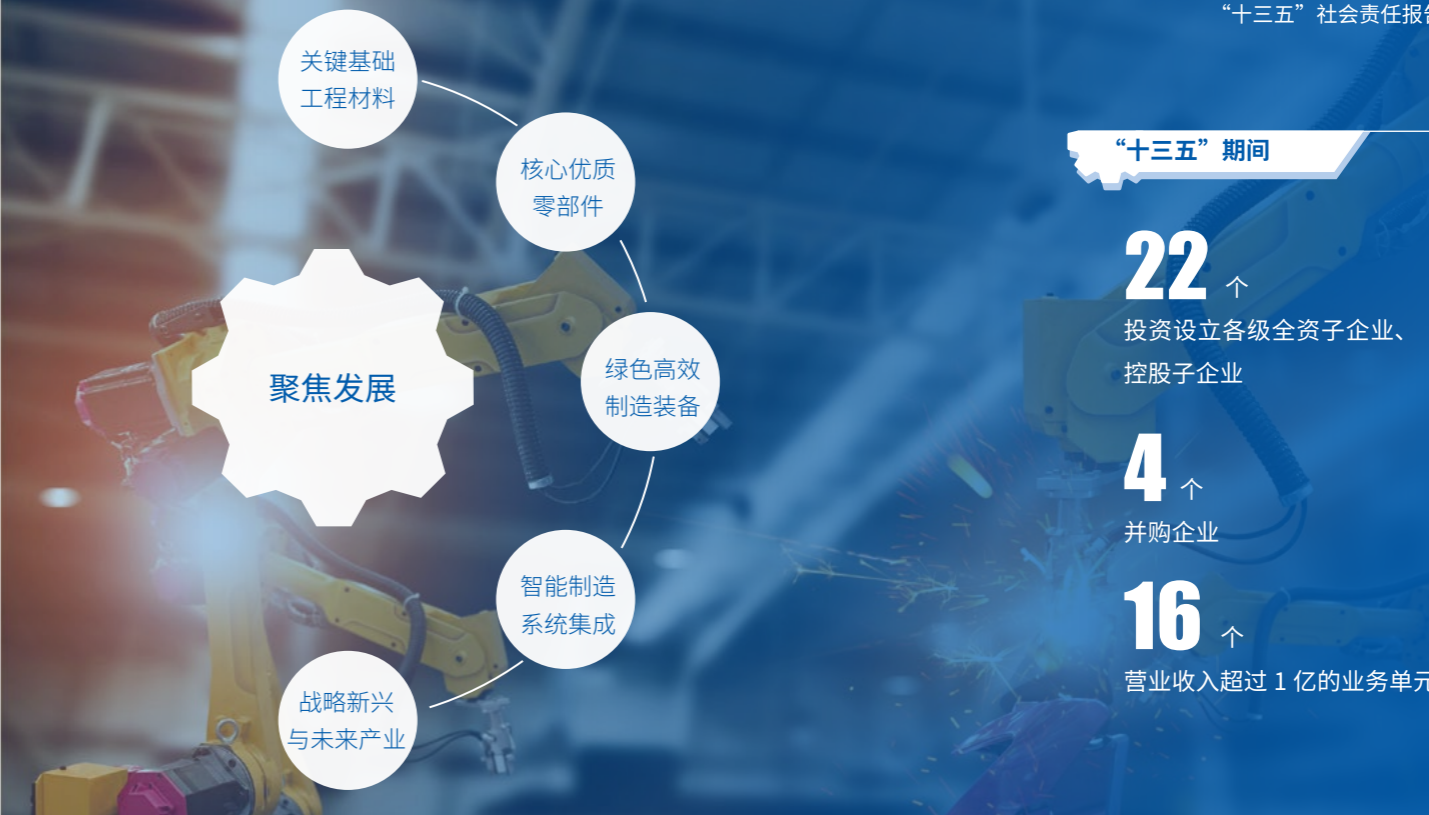 “十三五”社会责任报告
关键基础
工程材料
核心优质
零部件
聚焦发展
绿色高效
制造装备
智能制造
系统集成
战略新兴
与未来产业
“十三五”期间
22 个
投资设立各级全资子企业、
控股子企业
4 个
并购企业
16 个
营业收入超过 1 亿的业务单元